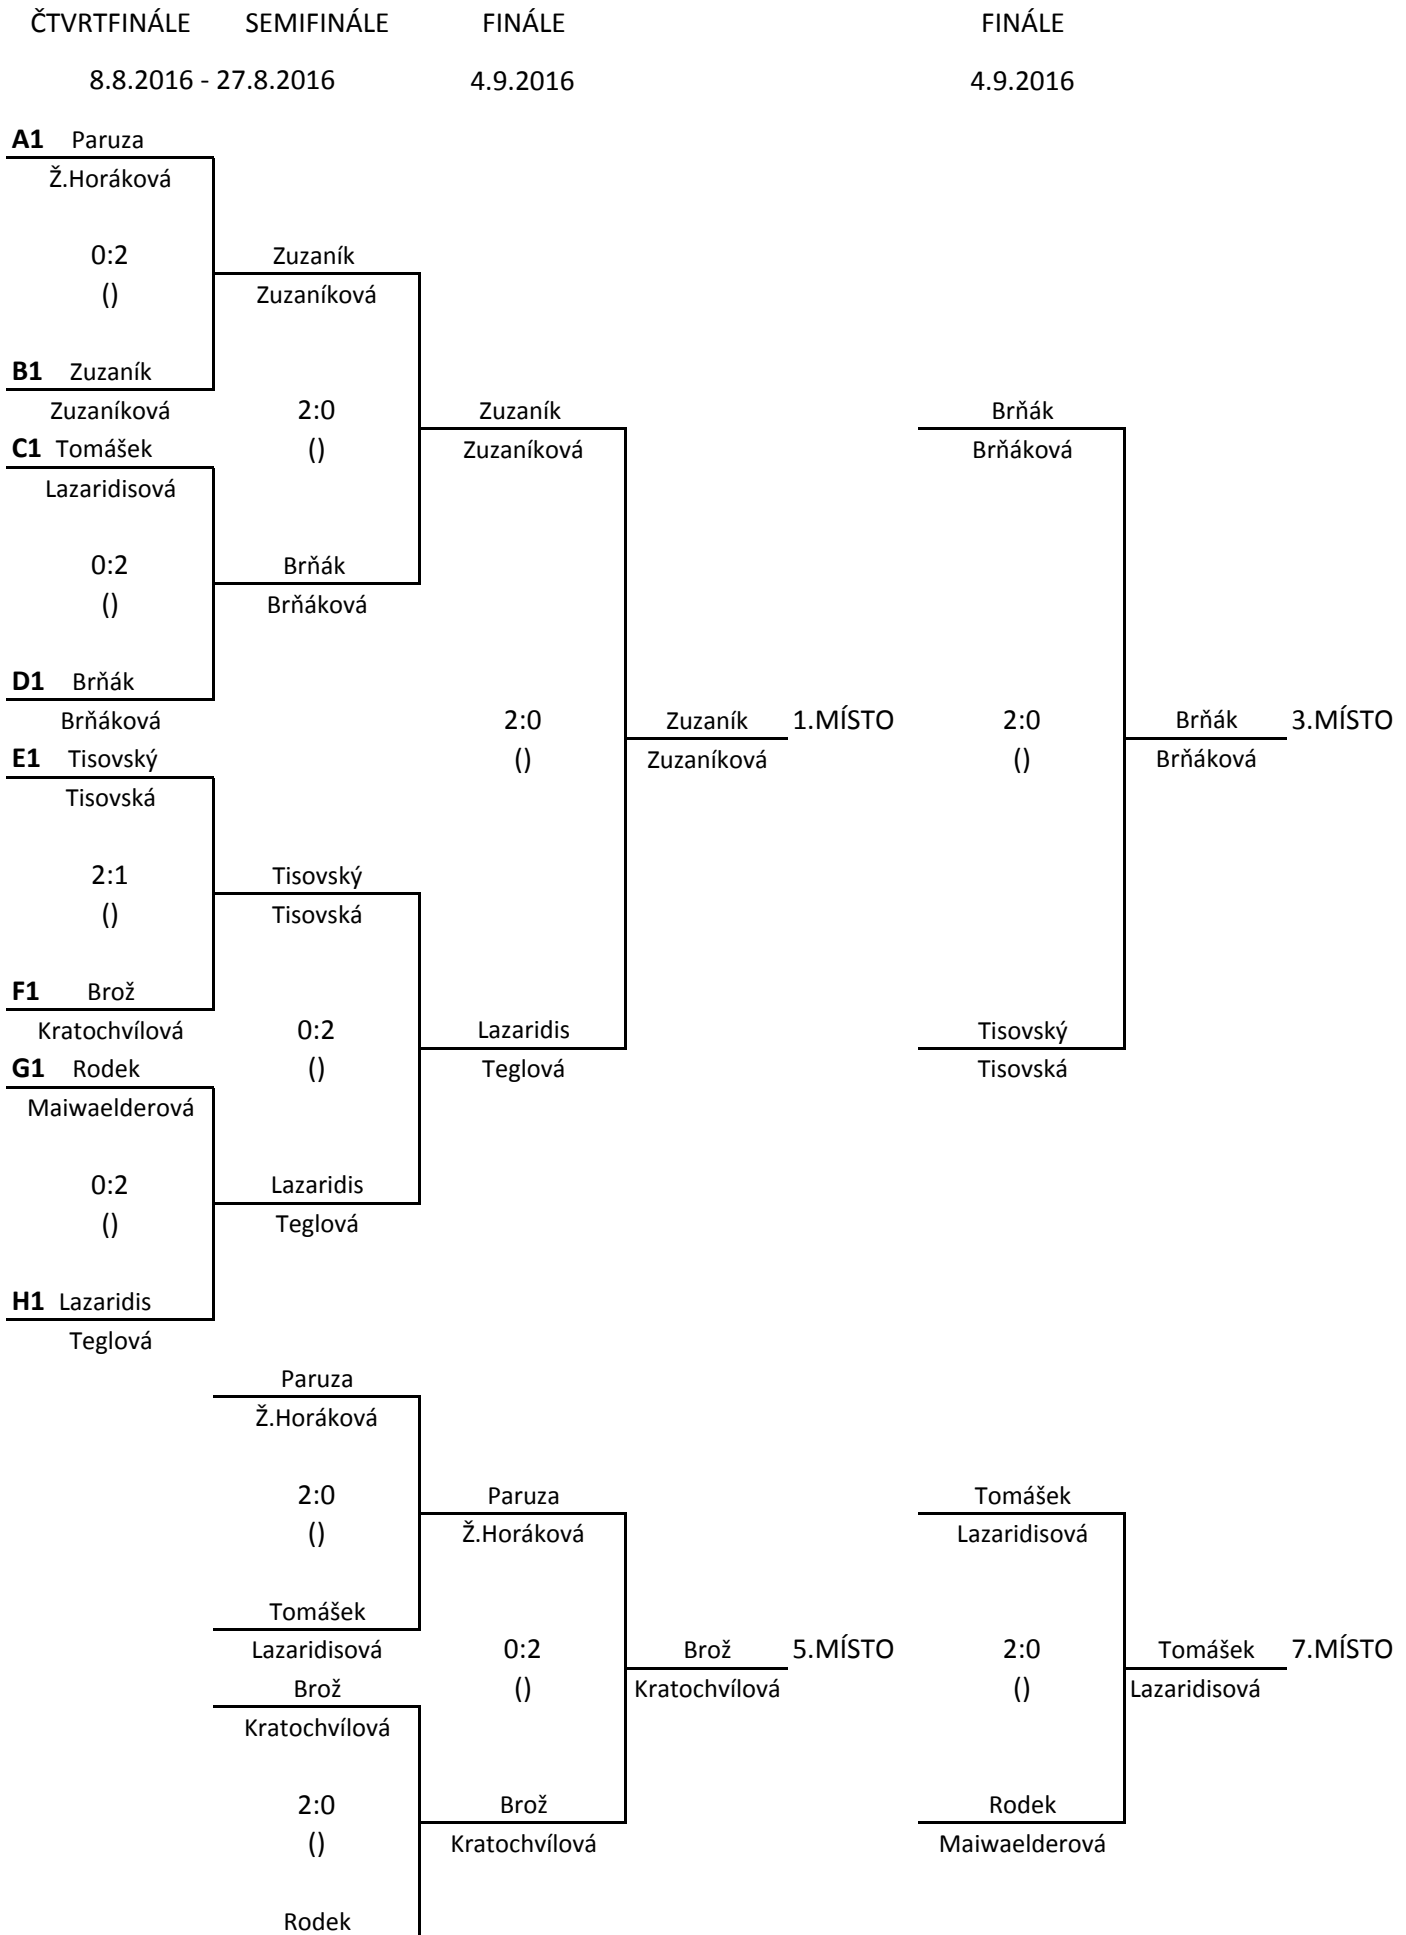 ČTVRTFINÁLE SEMIFINÁLE FINÁLE FINÁLE
8.8.2016 - 27.8.2016 4.9.2016 4.9.2016
A1 Paruza
Ž.Horáková
0:2 Zuzaník
() Zuzaníková
B1 Zuzaník
Zuzaníková 2:0 Zuzaník Brňák
C1 Tomášek () Zuzaníková Brňáková
Lazaridisová
0:2 Brňák
() Brňáková
D1 Brňák
Brňáková 2:0 Zuzaník 1.MÍSTO 2:0 Brňák 3.MÍSTO
E1 Tisovský () Zuzaníková () Brňáková
Tisovská
2:1 Tisovský
() Tisovská
F1 Brož
Kratochvílová 0:2 Lazaridis Tisovský
G1 Rodek () Teglová Tisovská
Maiwaelderová
0:2 Lazaridis
() Teglová
H1 Lazaridis
Teglová
Paruza
Ž.Horáková
2:0 Paruza Tomášek
() Ž.Horáková Lazaridisová
Tomášek
Lazaridisová 0:2 Brož 5.MÍSTO 2:0 Tomášek 7.MÍSTO
Brož () Kratochvílová () Lazaridisová
Kratochvílová
2:0 Brož Rodek
() Kratochvílová Maiwaelderová
Rodek